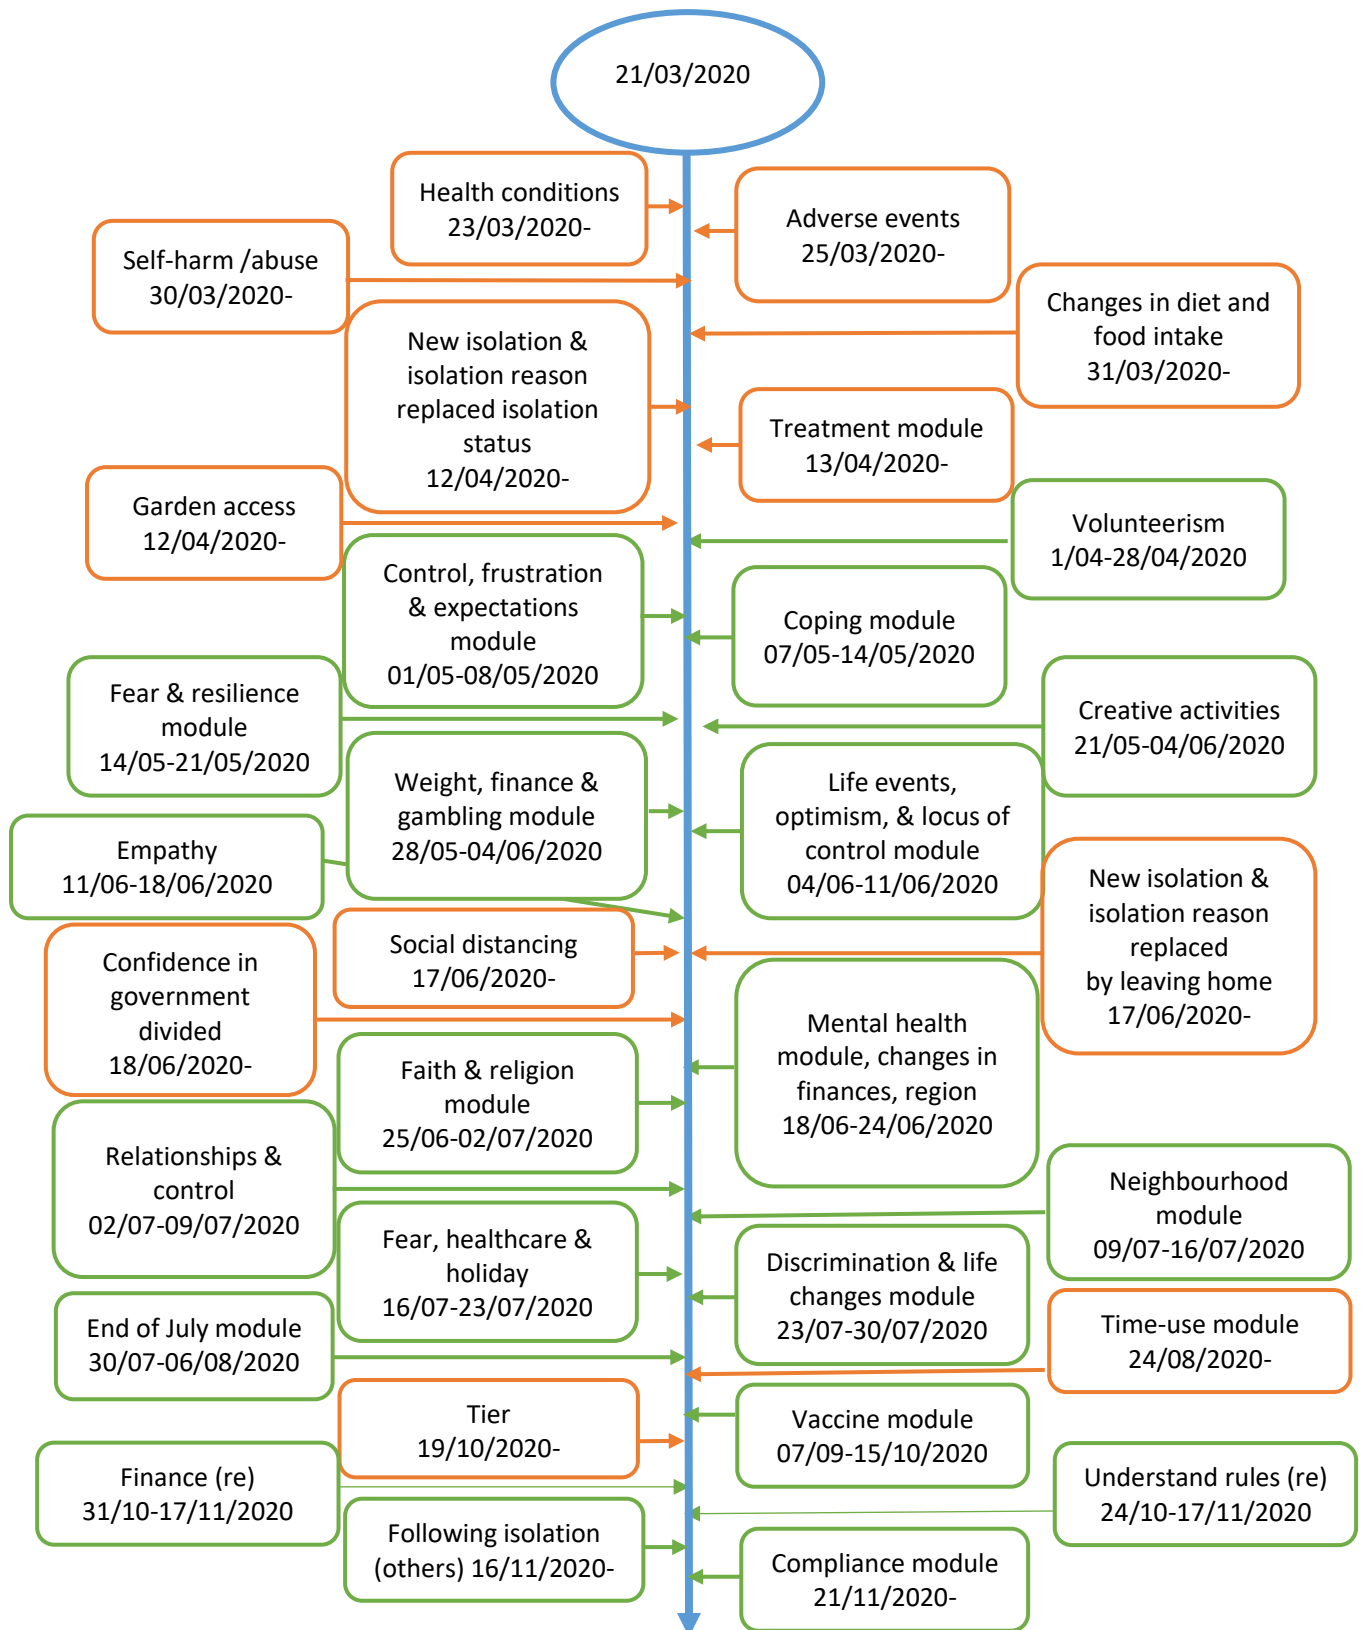 21/03/2020
Health conditions
23/03/2020-
Adverse events
25/03/2020-
Self-harm /abuse
30/03/2020-
Changes in diet and
food intake
31/03/2020-
New isolation &
isolation reason
replaced isolation
status
12/04/2020-
Treatment module
13/04/2020-
Garden access
12/04/2020-
Volunteerism
1/04-28/04/2020
Control, frustration
& expectations
module
01/05-08/05/2020
Coping module
07/05-14/05/2020
Fear & resilience
module
14/05-21/05/2020
Creative activities
21/05-04/06/2020
Weight, finance &
gambling module
28/05-04/06/2020
Life events,
optimism, & locus of
control module
04/06-11/06/2020
Empathy
11/06-18/06/2020
New isolation &
isolation reason
replaced
by leaving home
17/06/2020-
Social distancing
17/06/2020-
Confidence in
government
divided
18/06/2020-
Mental health
module, changes in
finances, region
18/06-24/06/2020
Faith & religion
module
25/06-02/07/2020
Relationships &
control
02/07-09/07/2020
Neighbourhood
module
09/07-16/07/2020
Fear, healthcare &
holiday
16/07-23/07/2020
Discrimination & life
changes module
23/07-30/07/2020
End of July module
30/07-06/08/2020
Time-use module
24/08/2020-
Tier
19/10/2020-
Vaccine module
07/09-15/10/2020
Finance (re)
31/10-17/11/2020
Understand rules (re)
24/10-17/11/2020
Following isolation
(others) 16/11/2020-
Compliance module
21/11/2020-